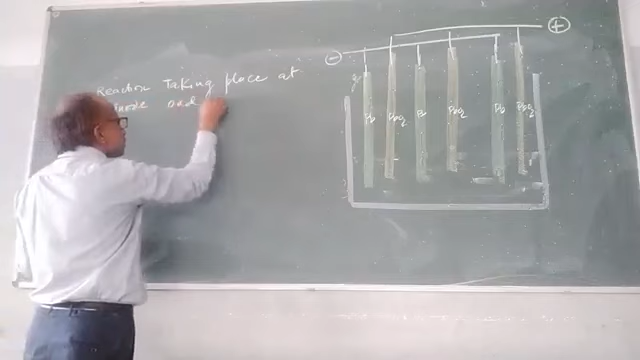 Reaction Taking place at
anode and
⊖
⊕
Pb
PbO2
Pb
PbO2
Pb
PbO2